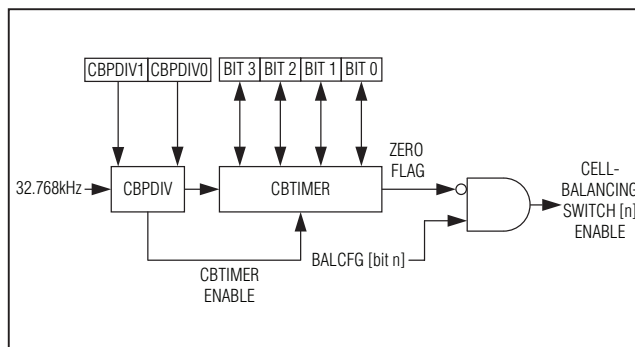 CBPDIV1 CBPDIV0 BIT 3 BIT 2 BIT 1 BIT 0
ZERO
FLAG
32.768kHz
CBPDIV
CBTIMER
CELL-
BALANCING
SWITCH [n]
ENABLE
BALCFG [bit n]
CBTIMER
ENABLE